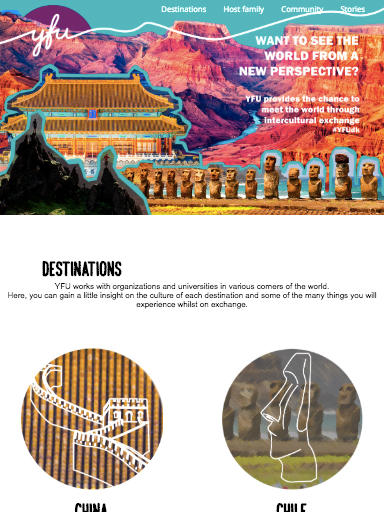 Destinations Host family Community Stories
yfu
WANT TO SEE THE
WORLD FROM A
NEW PERSPECTIVE?
YFU provides the chance to
meet the world through
intercultural exchange
#YFUdk
DESTINATIONS
YFU works with organizations and universities in various corners of the world.
Here, you can gain a little insight on the culture of each destination and some of the many things you will
experience whilst on exchange.
CHINA CHILE